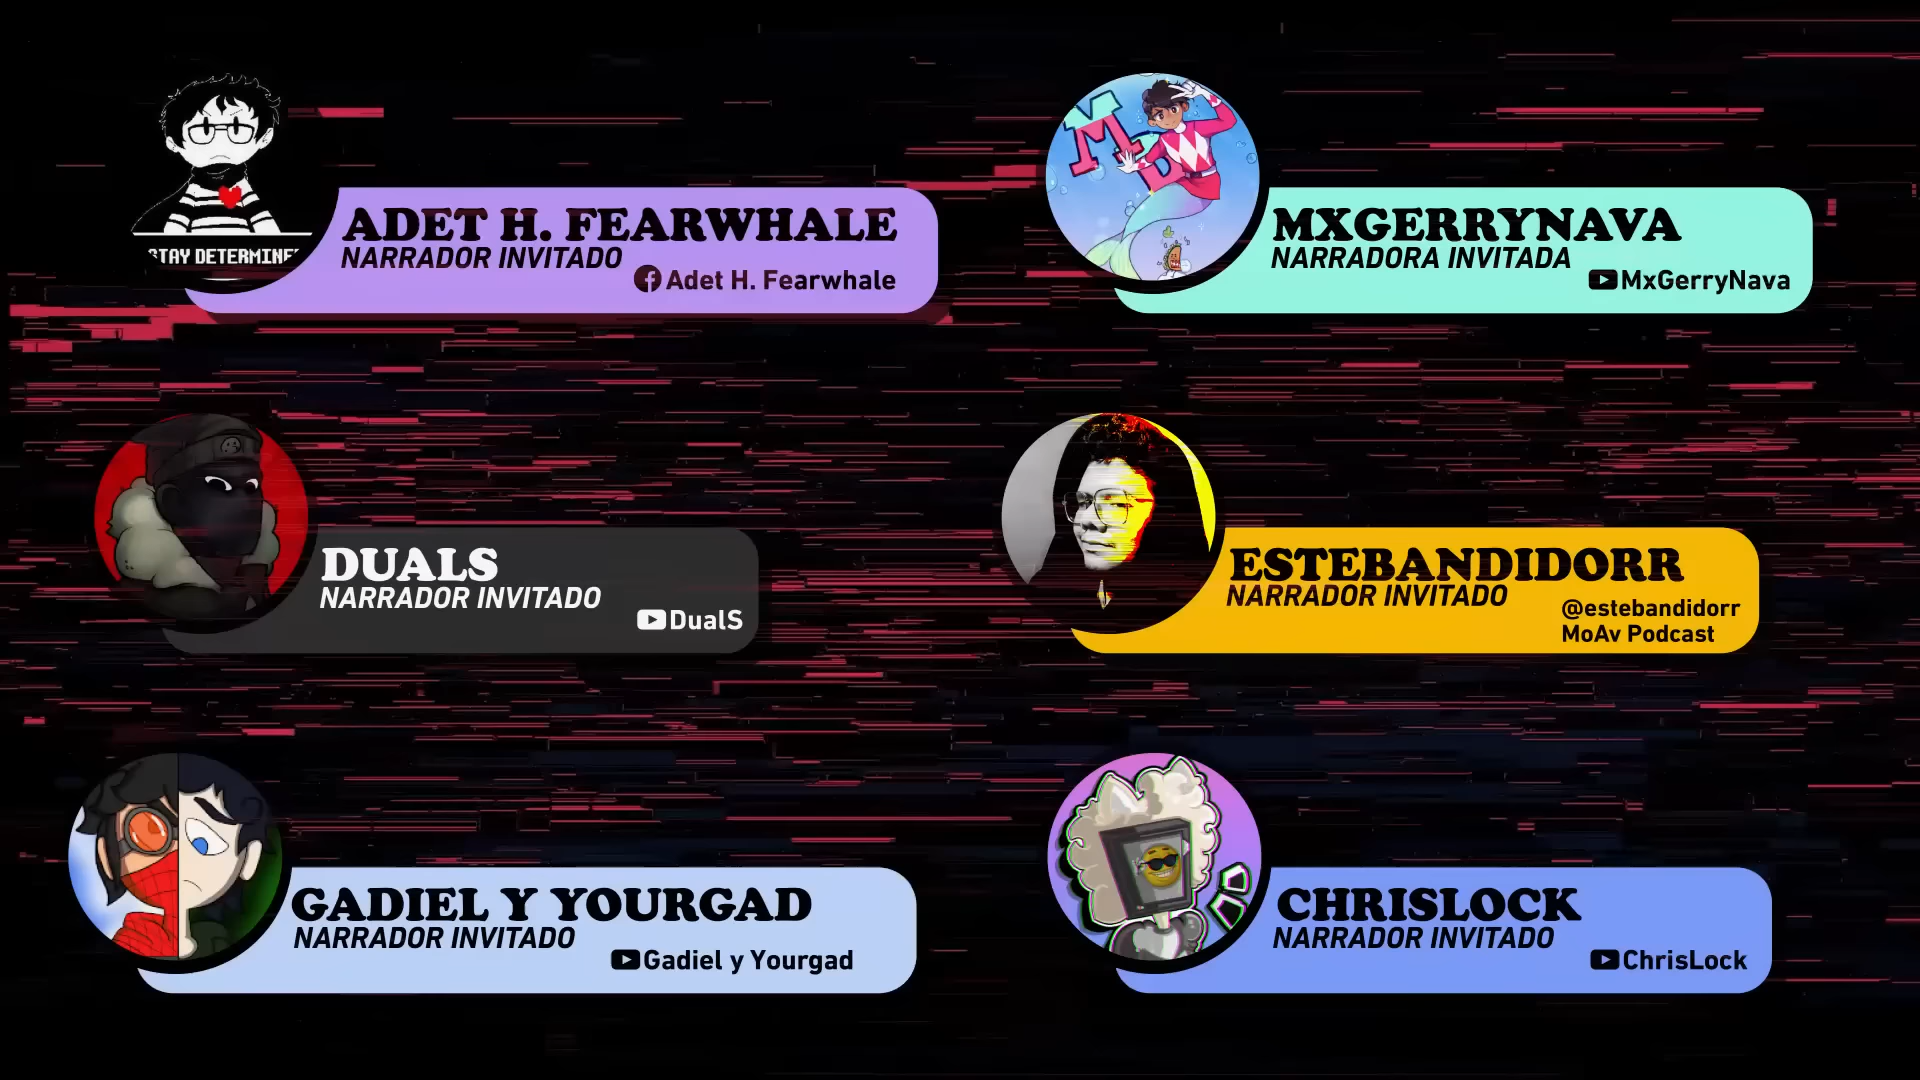 STAY DETERMINE
ADET H. FEARWHALE
NARRADOR INVITADO
Adet H. Fearwhale
MXGERRYNAVA
NARRADORA INVITADA
MxGerryNava
DUALS
NARRADOR INVITADO
DualS
ESTEBANDIDORR
NARRADOR INVITADO
@estebandidorr
MoAv Podcast
GADIEL Y YOURGAD
NARRADOR INVITADO
Gadiel y Yourgad
CHRISLOCK
NARRADOR INVITADO
ChrisLock